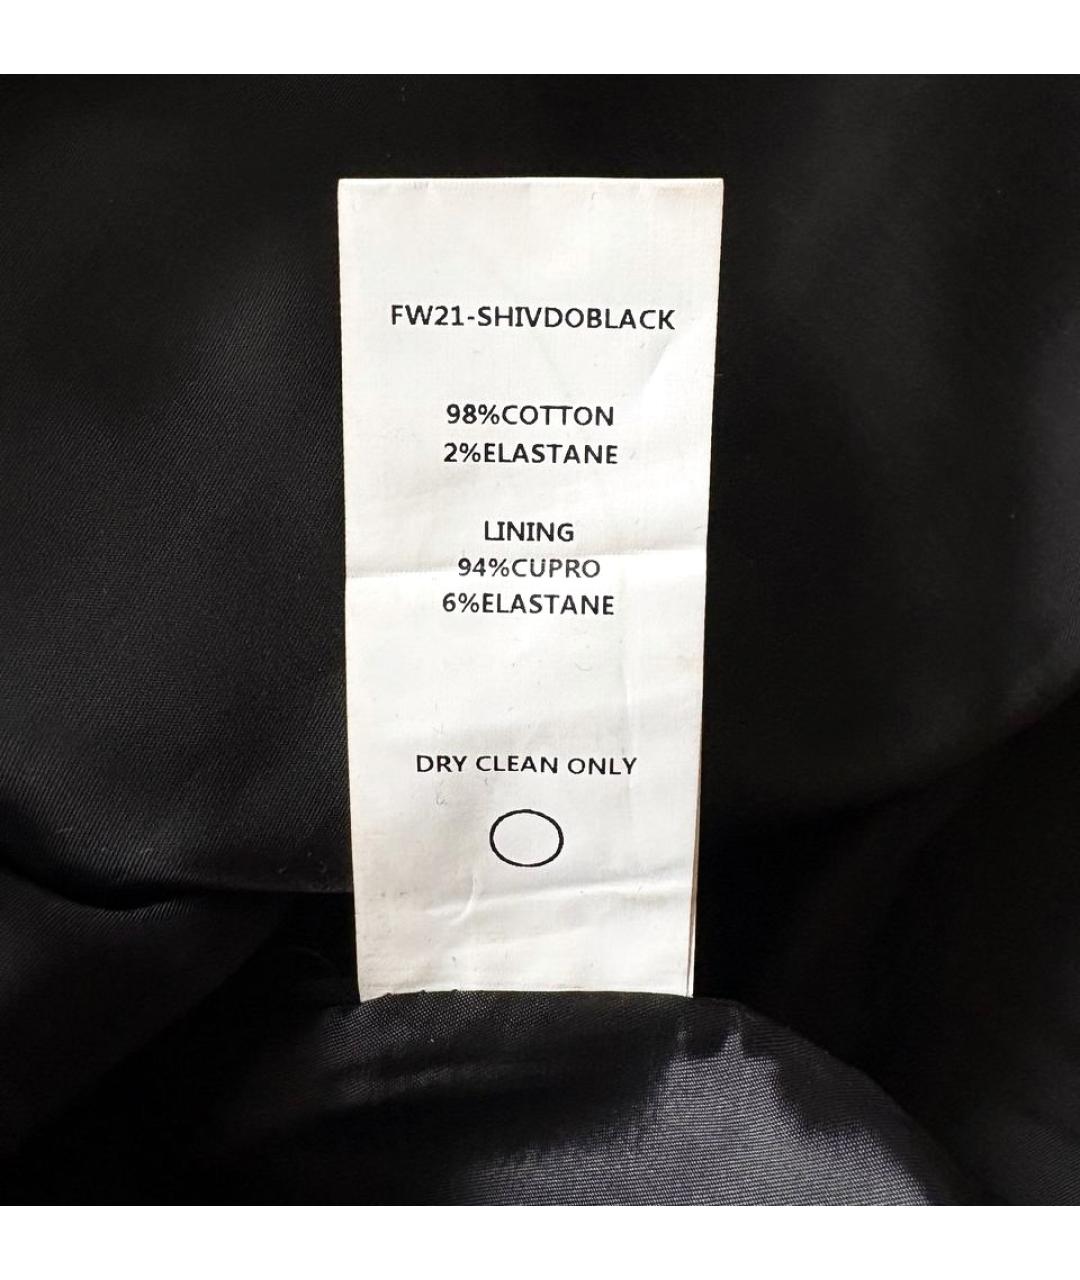 FW21-SHIVDOBLACK
98%COTTON
2%ELASTANE
LINING
94%CUPRO
6%ELASTANE
DRY CLEAN ONLY